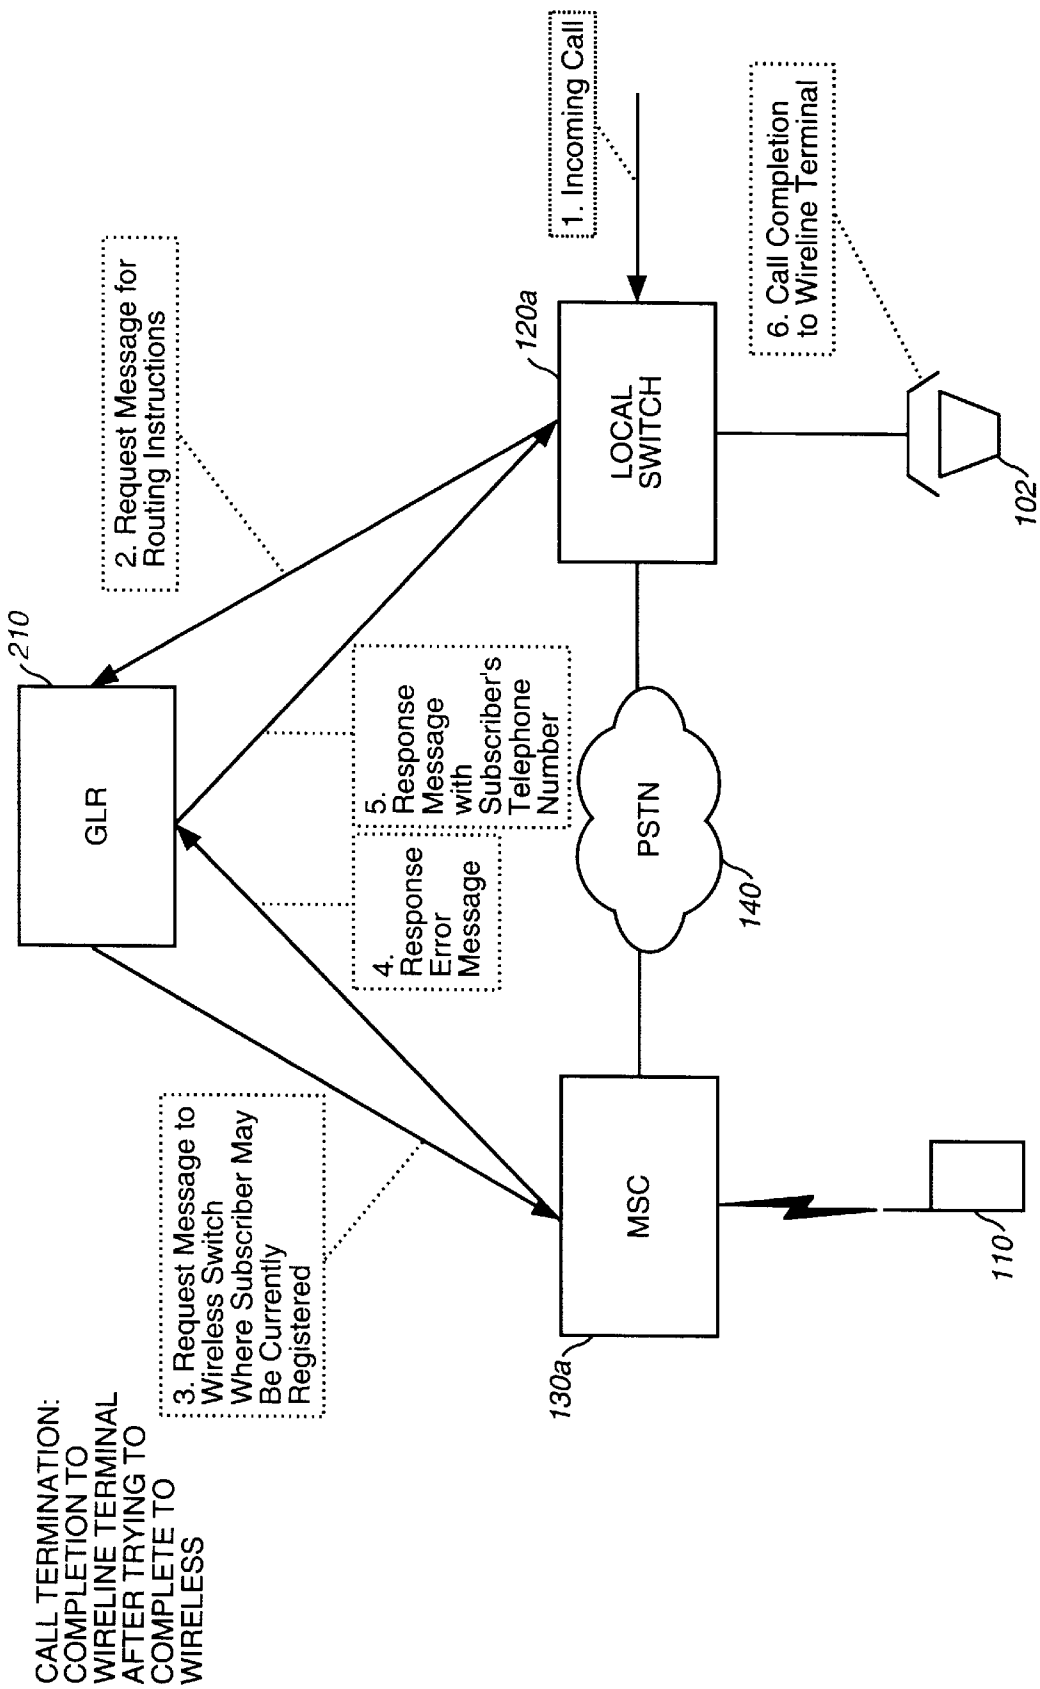 CALL TERMINATION:
COMPLETION TO
WIRELINE TERMINAL
AFTER TRYING TO
COMPLETE TO
WIRELESS
GLR
210
2. Request Message for
Routing Instructions
3. Request Message to
Wireless Switch
Where Subscriber May
Be Currently
Registered
4.
Response
Error
Message
5.
Response
Message
with
Subscriber's
Telephone
Number
1. Incoming Call
120a
LOCAL
SWITCH
MSC
130a
PSTN
140
6. Call Completion
to Wireline Terminal
110
102